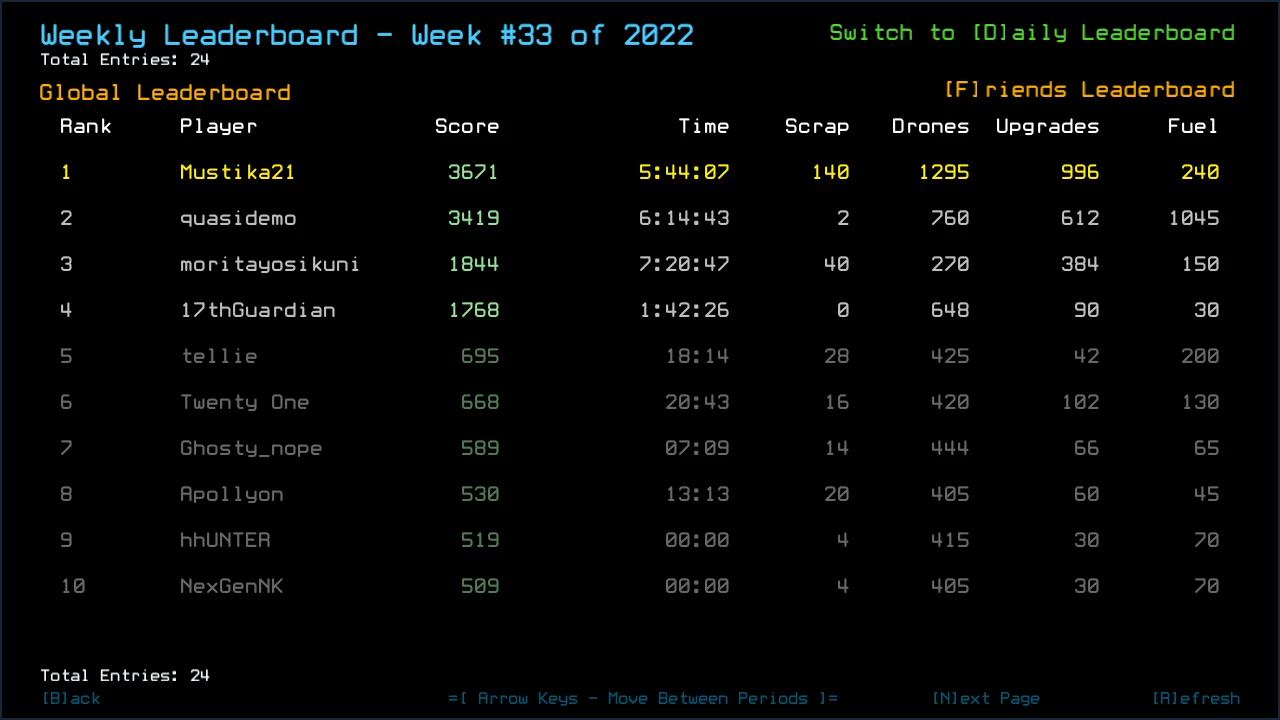 Weekly Leaderboard - Week #33 of 2022 Switch to [D]aily Leaderboard
Total Entries: 24
Global Leaderboard [F]riends Leaderboard
Rank Player Score Time Scrap Drones Upgrades Fuel
1 Mustika21 3671 5:44:07 140 1295 996 240
2 quasidemo 3419 6:14:43 2 760 612 1045
3 moritayosikuni 1844 7:20:47 40 270 384 150
4 17thGuardian 1768 1:42:26 0 648 90 30
5 tellie 695 18:14 28 425 42 200
6 Twenty One 668 20:43 16 420 102 130
7 Ghosty_nope 589 07:09 14 444 66 65
8 Apollyon 530 13:13 20 405 60 45
9 hhUNTER 519 00:00 4 415 30 70
10 NexGenNK 509 00:00 4 405 30 70
Total Entries: 24
[B]ack =[ Arrow Keys - Move Between Periods ]= [N]ext Page [R]efresh